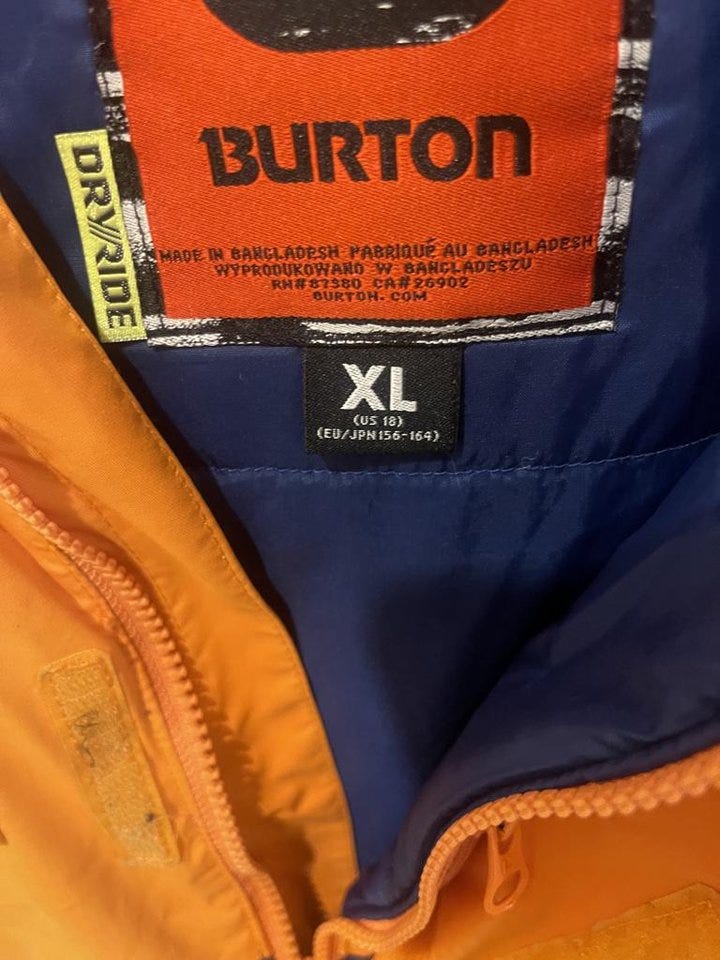 BURTON
DRY//RIDE
MADE IN BANGLADESH FABRIQUÉ AU BANGLADESH
WYPRODUKOWANO W BANGLADESZU
RN#87380 CA#26902
BURTON.COM
XL
(US 18)
(EU/JPN 156-164)